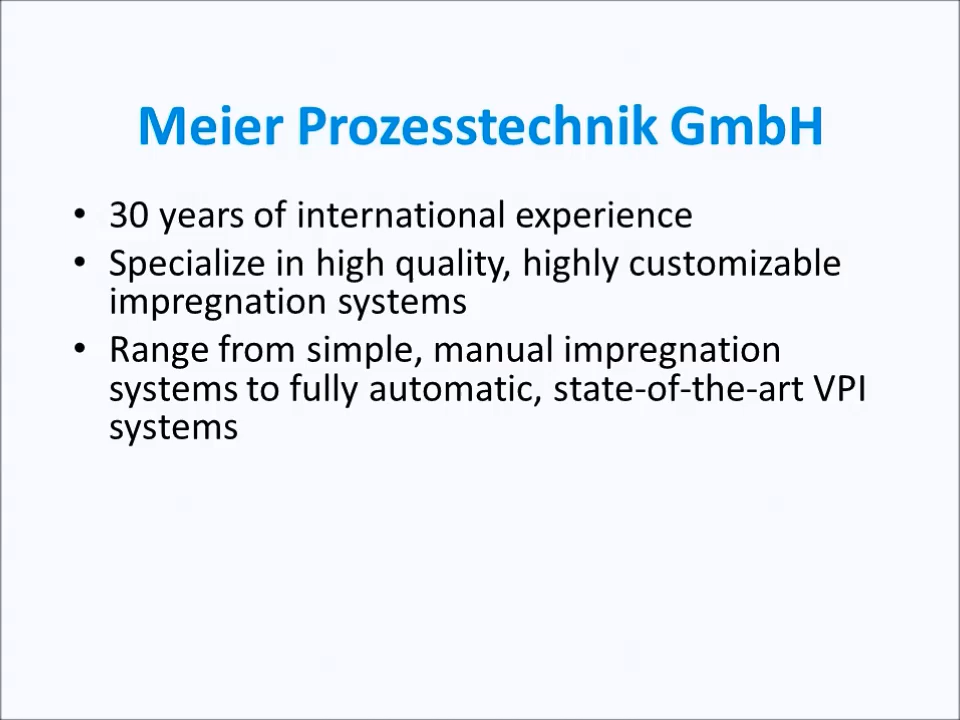 Meier Prozesstechnik GmbH
• 30 years of international experience
• Specialize in high quality, highly customizable
impregnation systems
• Range from simple, manual impregnation
systems to fully automatic, state-of-the-art VPI
systems